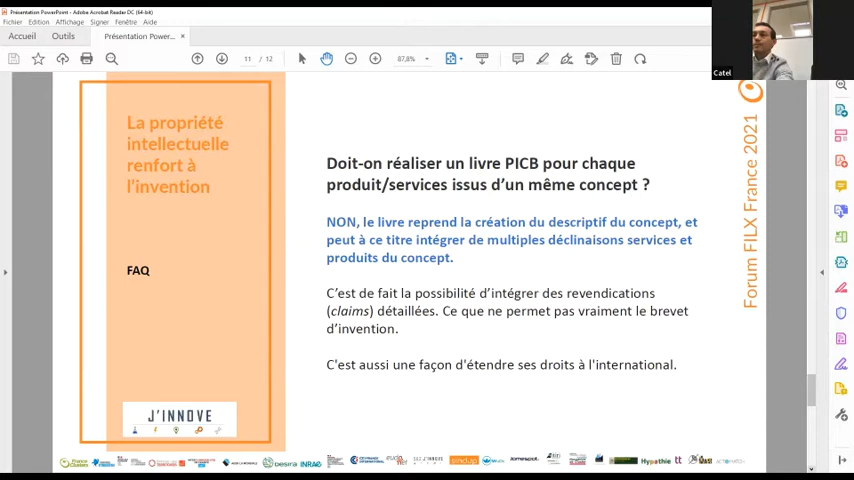 Présentation PowerPoint - Adobe Acrobat Reader DC (64-bit)
Fichier Edition Affichage Signer Fenêtre Aide
Accueil Outils Présentation Power... ×
11 / 12 87,8%
Catel
La propriété
intellectuelle
renfort à
l'invention
FAQ
J'INNOVE
Doit-on réaliser un livre PICB pour chaque
produit/services issus d'un même concept ?
NON, le livre reprend la création du descriptif du concept, et
peut à ce titre intégrer de multiples déclinaisons services et
produits du concept.
C'est de fait la possibilité d'intégrer des revendications
(claims) détaillées. Ce que ne permet pas vraiment le brevet
d'invention.
C'est aussi une façon d'étendre ses droits à l'international.
Forum FILX France 2021
desira INRAE
Hypathie tt